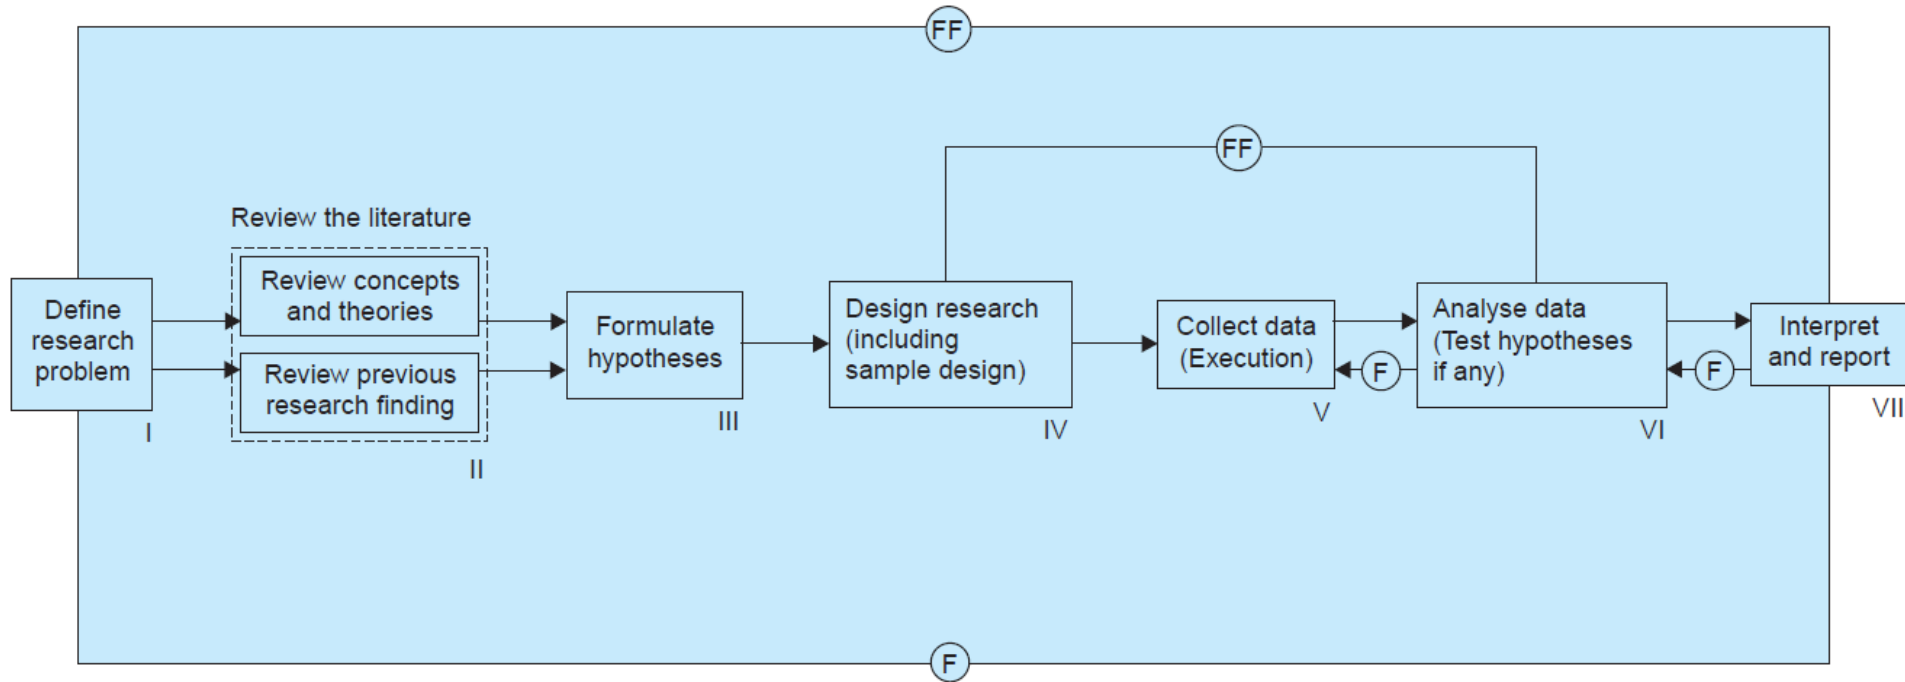 FF
FF
Review the literature
Define
research
problem
I
Review concepts
and theories
Review previous
research finding
II
Formulate
hypotheses
III
Design research
(including
sample design)
IV
Collect data
(Execution)
V
F
Analyse data
(Test hypotheses
if any)
VI
F
Interpret
and report
VII
F